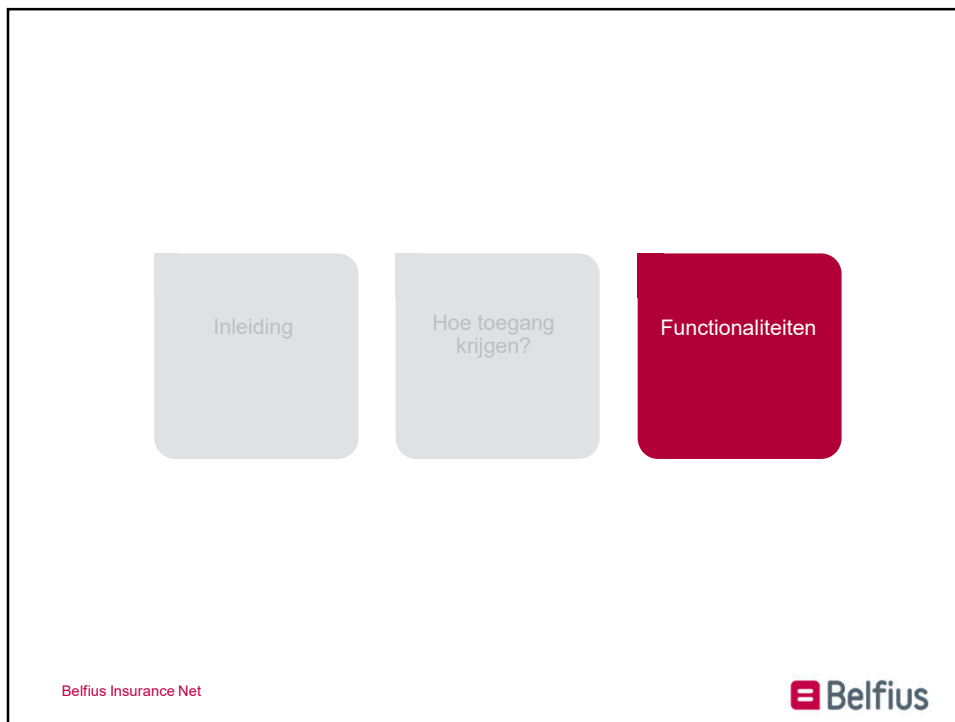 Inleiding
Hoe toegang
krijgen?
Functionaliteiten
Belfius Insurance Net
Belfius